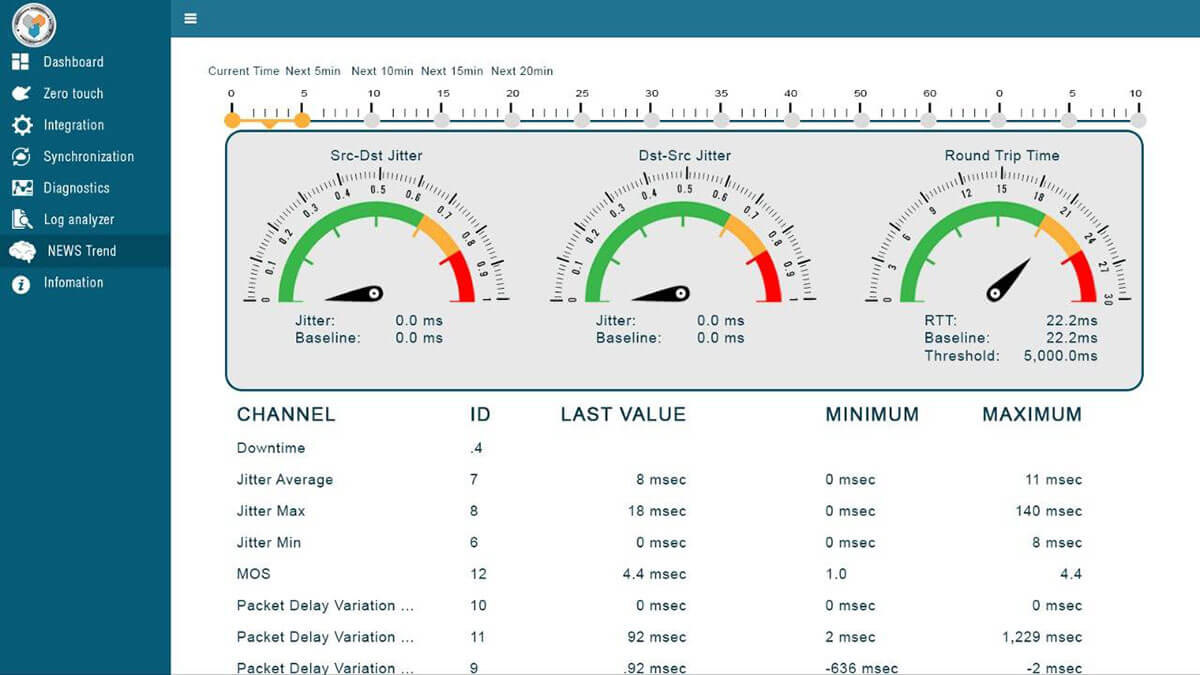 Dashboard
Zero touch
Integration
Synchronization
Diagnostics
Log analyzer
NEWS Trend
Infomation
Current Time Next 5min Next 10min Next 15min Next 20min
0 5 10 15 20 25 30 35 40 50 60 0 5 10
Src-Dst Jitter
0 0.1 0.2 0.3 0.4 0.5 0.6 0.7 0.8 0.9 1
Jitter: 0.0 ms
Baseline: 0.0 ms
Dst-Src Jitter
0 0.1 0.2 0.3 0.4 0.5 0.6 0.7 0.8 0.9 1
Jitter: 0.0 ms
Baseline: 0.0 ms
Round Trip Time
0 3 6 9 12 15 18 21 24 27 30
RTT: 22.2ms
Baseline: 22.2ms
Threshold: 5,000.0ms
CHANNEL ID LAST VALUE MINIMUM MAXIMUM
Downtime .4
Jitter Average 7 8 msec 0 msec 11 msec
Jitter Max 8 18 msec 0 msec 140 msec
Jitter Min 6 0 msec 0 msec 8 msec
MOS 12 4.4 msec 1.0 4.4
Packet Delay Variation ... 10 0 msec 0 msec 0 msec
Packet Delay Variation ... 11 92 msec 2 msec 1,229 msec
Packet Delay Variation ... 9 .92 msec -636 msec -2 msec